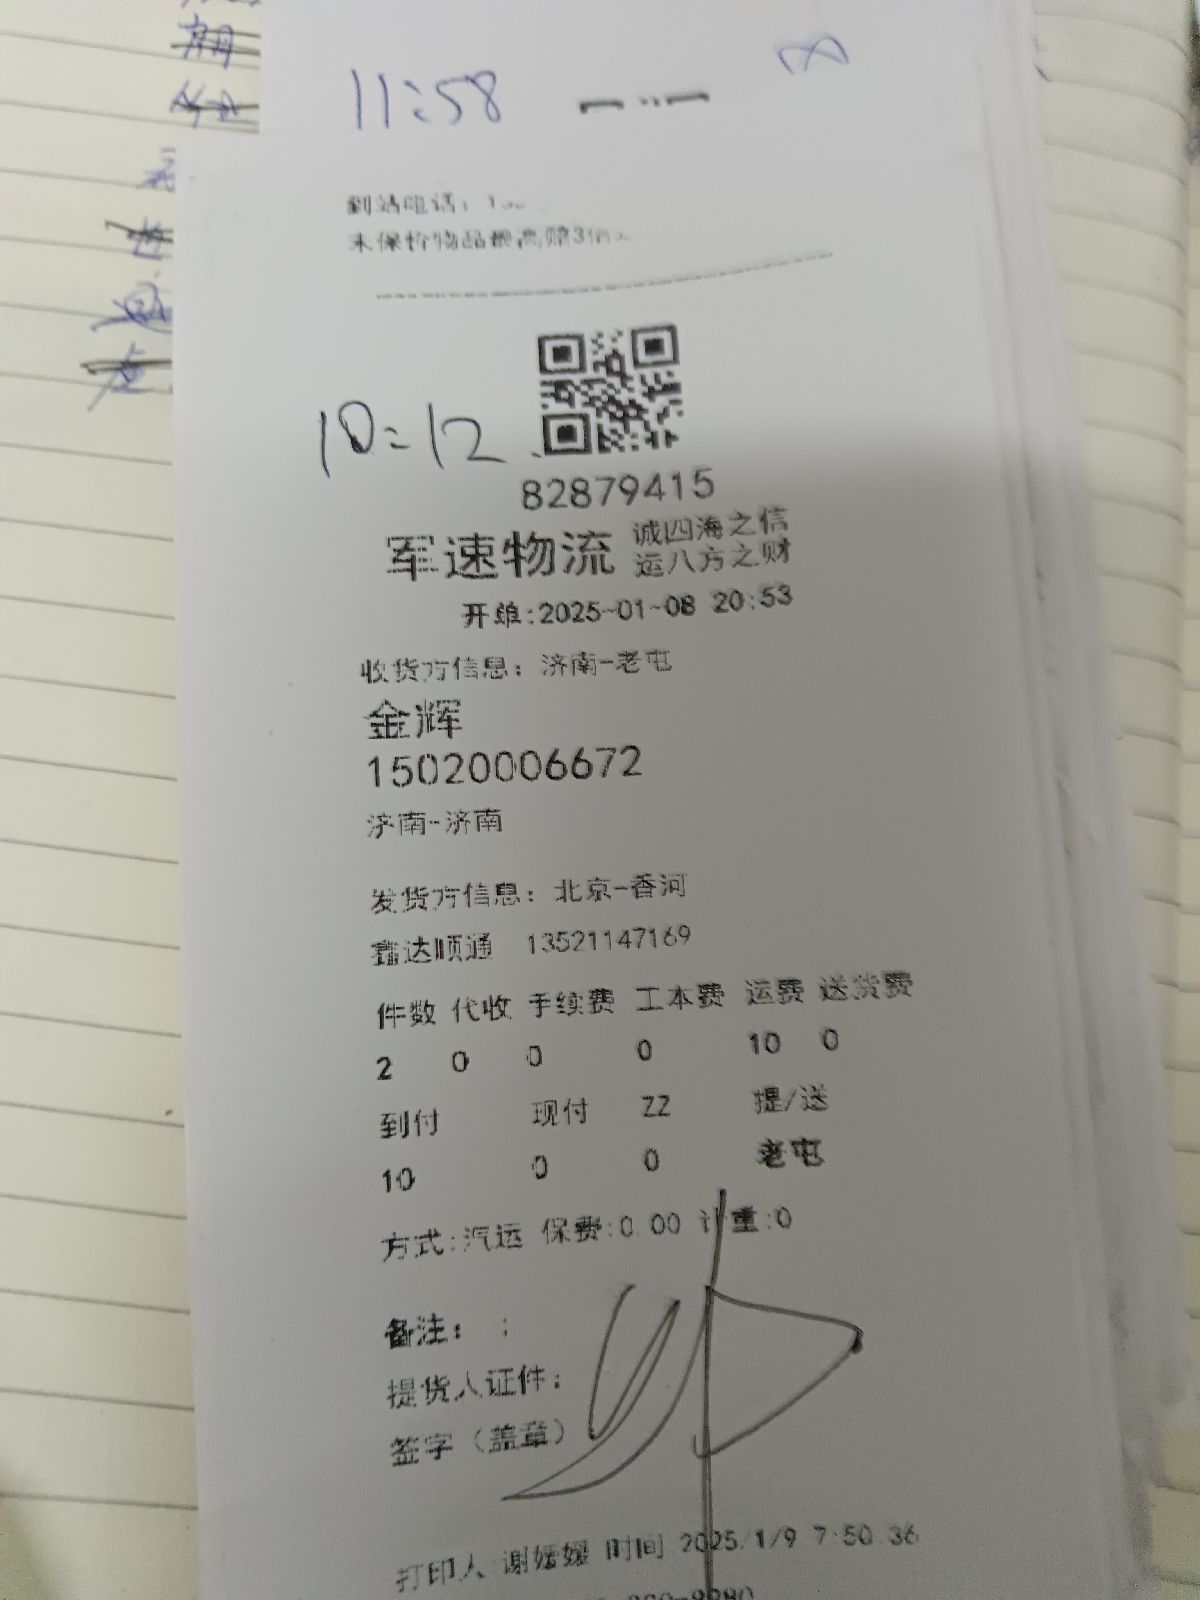 11:58
到站电话：
未保价物品最高赔3倍
10:12
82879415
军速物流 诚四海之信
运八方之财
开单:2025-01-08 20:53
收货方信息：济南-老屯
金辉
15020006672
济南-济南
发货方信息：北京-香河
鑫达顺通 13521147169
件数 代收 手续费 工本费 运费 送货费
2 0 0 0 10 0
到付 现付 ZZ 提/送
10 0 0 老屯
方式:汽运 保费:0.00 计重:0
备注： ;
提货人证件：
签字（盖章）
打印人 谢媛媛 时间 2025/1/9 7:50:36